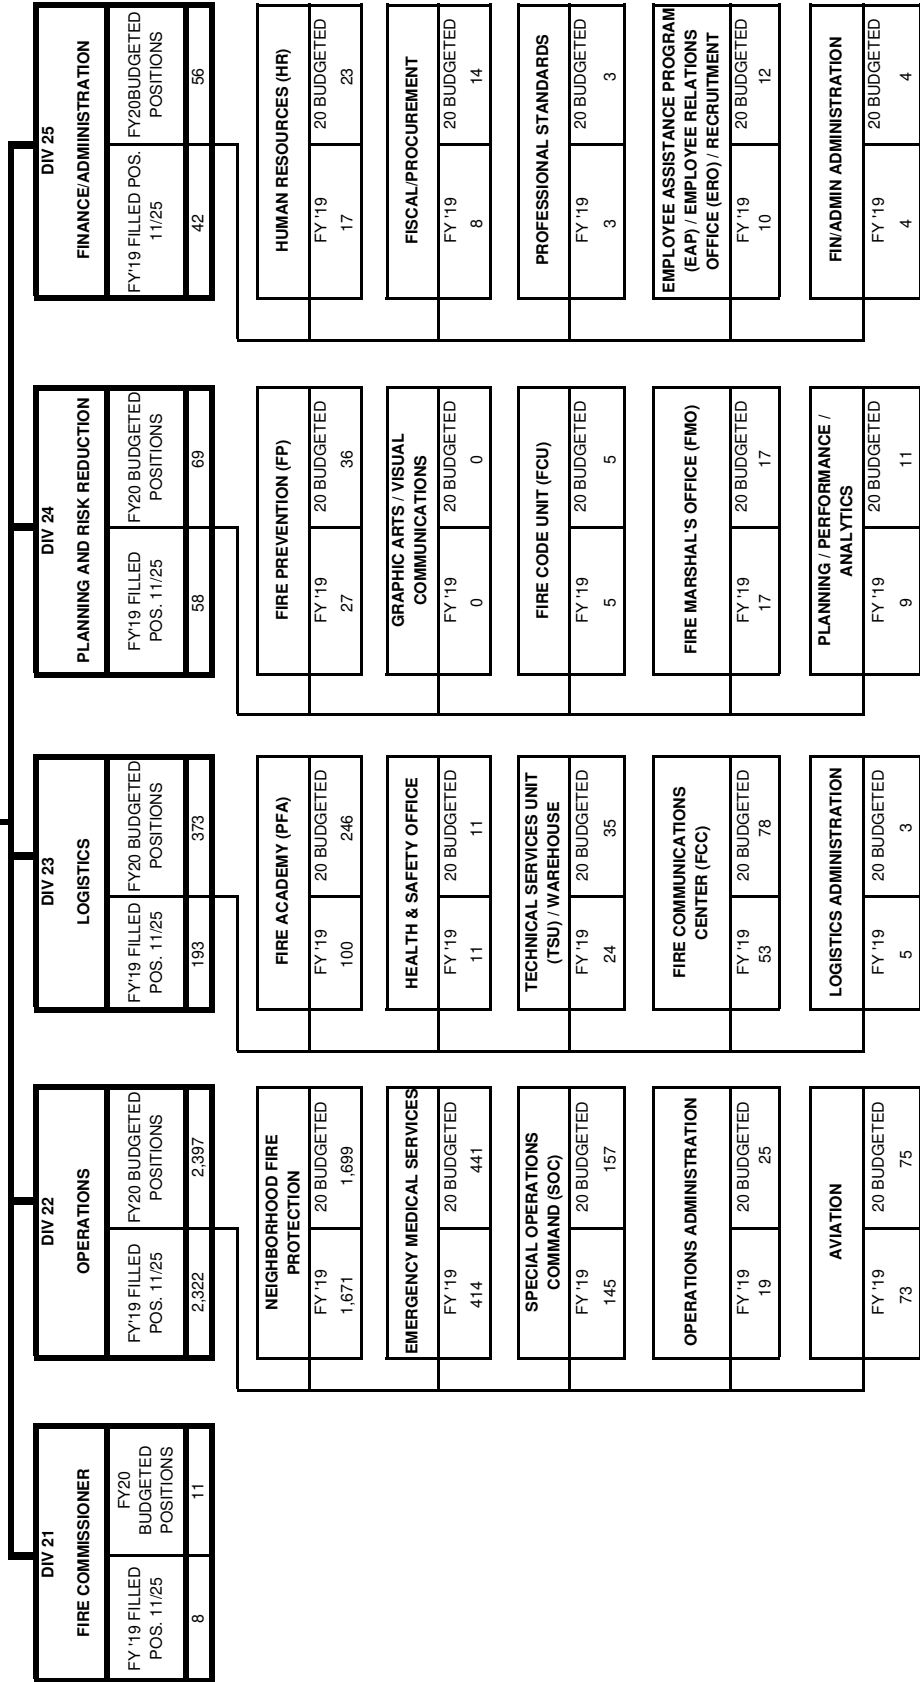 DIV 21
FIRE COMMISSIONER
FY '19 FILLED
POS. 11/25
FY20
BUDGETED
POSITIONS
8 11
DIV 22
OPERATIONS
FY'19 FILLED
POS. 11/25
FY20 BUDGETED
POSITIONS
2,322 2,397
NEIGHBORHOOD FIRE
PROTECTION
FY '19 20 BUDGETED
1,671 1,699
EMERGENCY MEDICAL SERVICES
FY '19 20 BUDGETED
414 441
SPECIAL OPERATIONS
COMMAND (SOC)
FY '19 20 BUDGETED
145 157
OPERATIONS ADMINISTRATION
FY '19 20 BUDGETED
19 25
AVIATION
FY '19 20 BUDGETED
73 75
DIV 23
LOGISTICS
FY'19 FILLED
POS. 11/25
FY20 BUDGETED
POSITIONS
193 373
FIRE ACADEMY (PFA)
FY '19 20 BUDGETED
100 246
HEALTH & SAFETY OFFICE
FY '19 20 BUDGETED
11 11
TECHNICAL SERVICES UNIT
(TSU) / WAREHOUSE
FY '19 20 BUDGETED
24 35
FIRE COMMUNICATIONS
CENTER (FCC)
FY '19 20 BUDGETED
53 78
LOGISTICS ADMINISTRATION
FY '19 20 BUDGETED
5 3
DIV 24
PLANNING AND RISK REDUCTION
FY'19 FILLED
POS. 11/25
FY20 BUDGETED
POSITIONS
58 69
FIRE PREVENTION (FP)
FY '19 20 BUDGETED
27 36
GRAPHIC ARTS / VISUAL
COMMUNICATIONS
FY '19 20 BUDGETED
0 0
FIRE CODE UNIT (FCU)
FY '19 20 BUDGETED
5 5
FIRE MARSHAL'S OFFICE (FMO)
FY '19 20 BUDGETED
17 17
PLANNING / PERFORMANCE /
ANALYTICS
FY '19 20 BUDGETED
9 11
DIV 25
FINANCE/ADMIINISTRATION
FY'19 FILLED POS.
11/25
FY20BUDGETED
POSITIONS
42 56
HUMAN RESOURCES (HR)
FY '19 20 BUDGETED
17 23
FISCAL/PROCUREMENT
FY '19 20 BUDGETED
8 14
PROFESSIONAL STANDARDS
FY '19 20 BUDGETED
3 3
EMPLOYEE ASSISTANCE PROGRAM
(EAP) / EMPLOYEE RELATIONS
OFFICE (ERO) / RECRUITMENT
FY '19 20 BUDGETED
10 12
FIN/ADMIN ADMINISTRATION
FY '19 20 BUDGETED
4 4